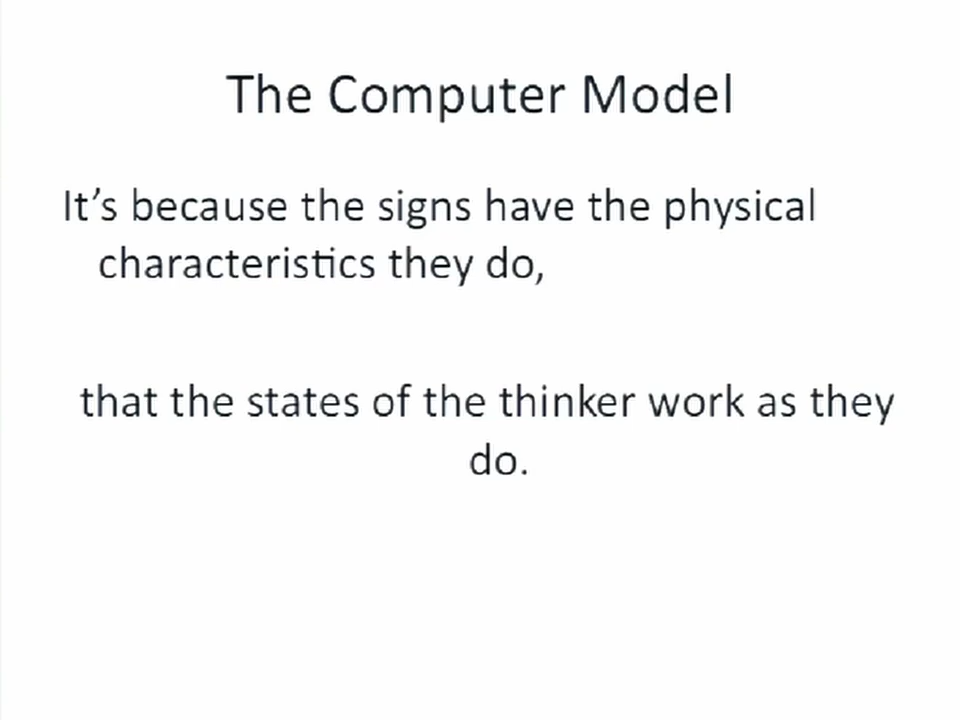 The Computer Model
It’s because the signs have the physical
characteristics they do,
that the states of the thinker work as they
do.